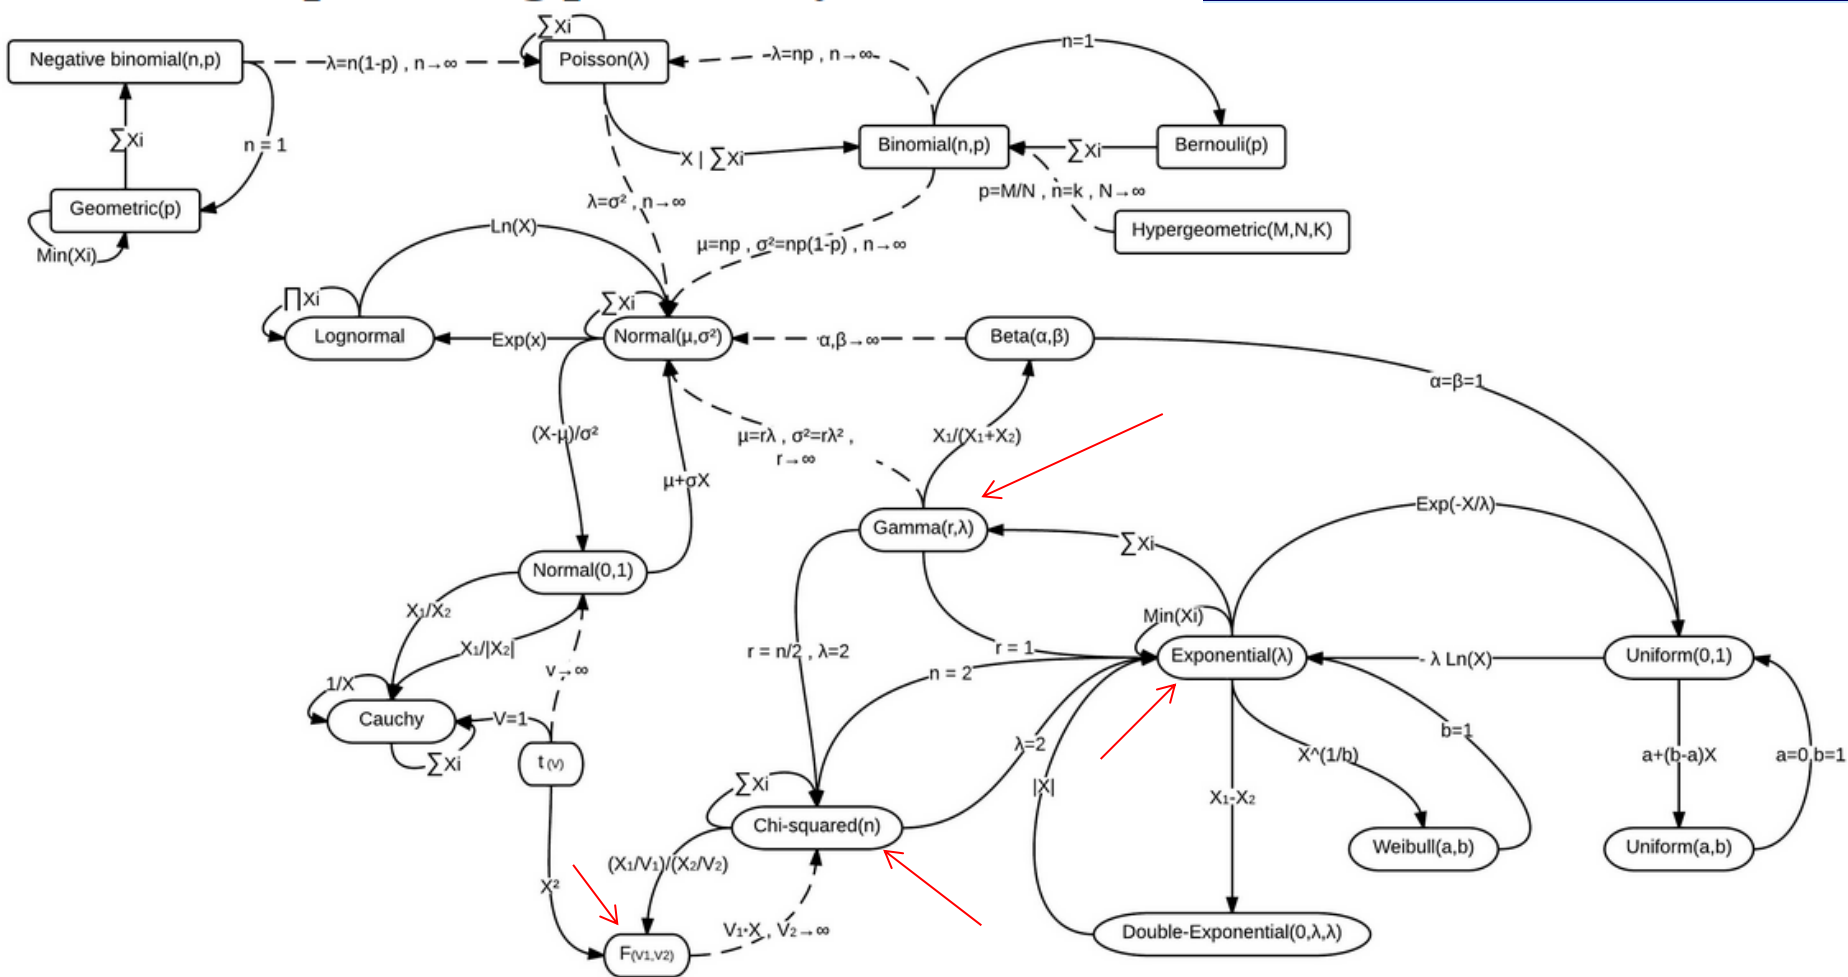 ∑Xi
Negative binomial(n,p)
λ=n(1-p) , n→∞
Poisson(λ)
λ=np , n→∞
n=1
∑Xi
n = 1
X | ∑Xi
Binomial(n,p)
∑Xi
Bernouli(p)
p=M/N , n=k , N→∞
Geometric(p)
λ=σ² , n→∞
Min(Xi)
Ln(X)
µ=np , σ²=np(1-p) , n→∞
Hypergeometric(M,N,K)
∏Xi
∑Xi
Lognormal
Exp(x)
Normal(µ,σ²)
α,β→∞
Beta(α,β)
α=β=1
(X-µ)/σ²
µ=rλ , σ²=rλ² ,
r→∞
X₁/(X₁+X₂)
µ+σX
Exp(-X/λ)
Gamma(r,λ)
∑Xi
Normal(0,1)
X₁/X₂
X₁/|X₂|
Min(Xi)
r = n/2 , λ=2
r = 1
Exponential(λ)
- λ Ln(X)
Uniform(0,1)
v→∞
n = 2
1/X
Cauchy
V=1
∑Xi
t(V)
λ=2
b=1
X^(1/b)
a+(b-a)X
a=0,b=1
∑Xi
|X|
X₁-X₂
Chi-squared(n)
Weibull(a,b)
Uniform(a,b)
(X₁/V₁)/(X₂/V₂)
X²
V₁*X , V₂→∞
Double-Exponential(0,λ,λ)
F(V1,V2)